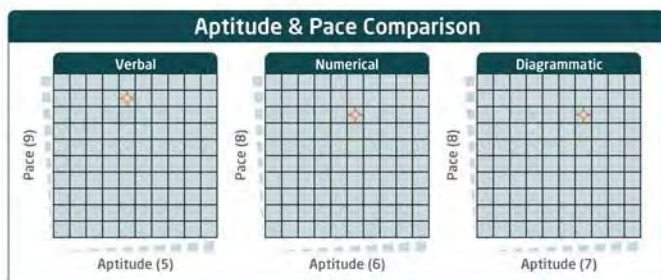 Aptitude & Pace Comparison
Verbal
Pace (9)
Aptitude (5)
Numerical
Pace (8)
Aptitude (6)
Diagrammatic
Pace (8)
Aptitude (7)